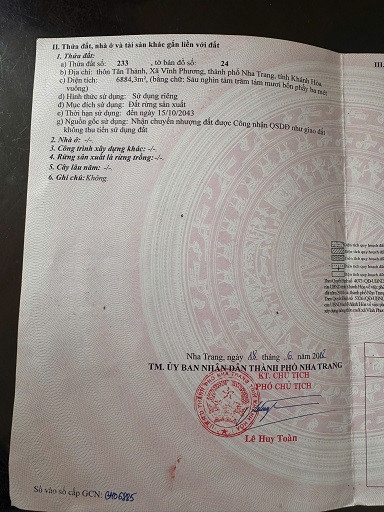 II. Thửa đất, nhà ở và tài sản khác gắn liền với đất
1. Thửa đất:
a) Thửa đất số: 233 , tờ bản đồ số: 24
b) Địa chỉ: thôn Tân Thành, Xã Vĩnh Phương, thành phố Nha Trang, tỉnh Khánh Hòa
c) Diện tích: 6884,3m², (bằng chữ: Sáu nghìn tám trăm tám mươi bốn phẩy ba mét
vuông)
d) Hình thức sử dụng: Sử dụng riêng
đ) Mục đích sử dụng: Đất rừng sản xuất
e) Thời hạn sử dụng: đến ngày 15/10/2043
g) Nguồn gốc sử dụng: Nhận chuyển nhượng đất được Công nhận QSDĐ như giao đất
không thu tiền sử dụng đất
2. Nhà ở: -/-.
3. Công trình xây dựng khác: -/-.
4. Rừng sản xuất là rừng trồng: -/-.
5. Cây lâu năm: -/-.
6. Ghi chú: Không.
III.
Nha Trang, ngày 18 tháng 6 năm
TM. ỦY BAN NHÂN DÂN THÀNH PHỐ NHA TRANG
KT. CHỦ TỊCH
PHÓ CHỦ TỊCH
Lê Huy Toàn
Số vào sổ cấp GCN: